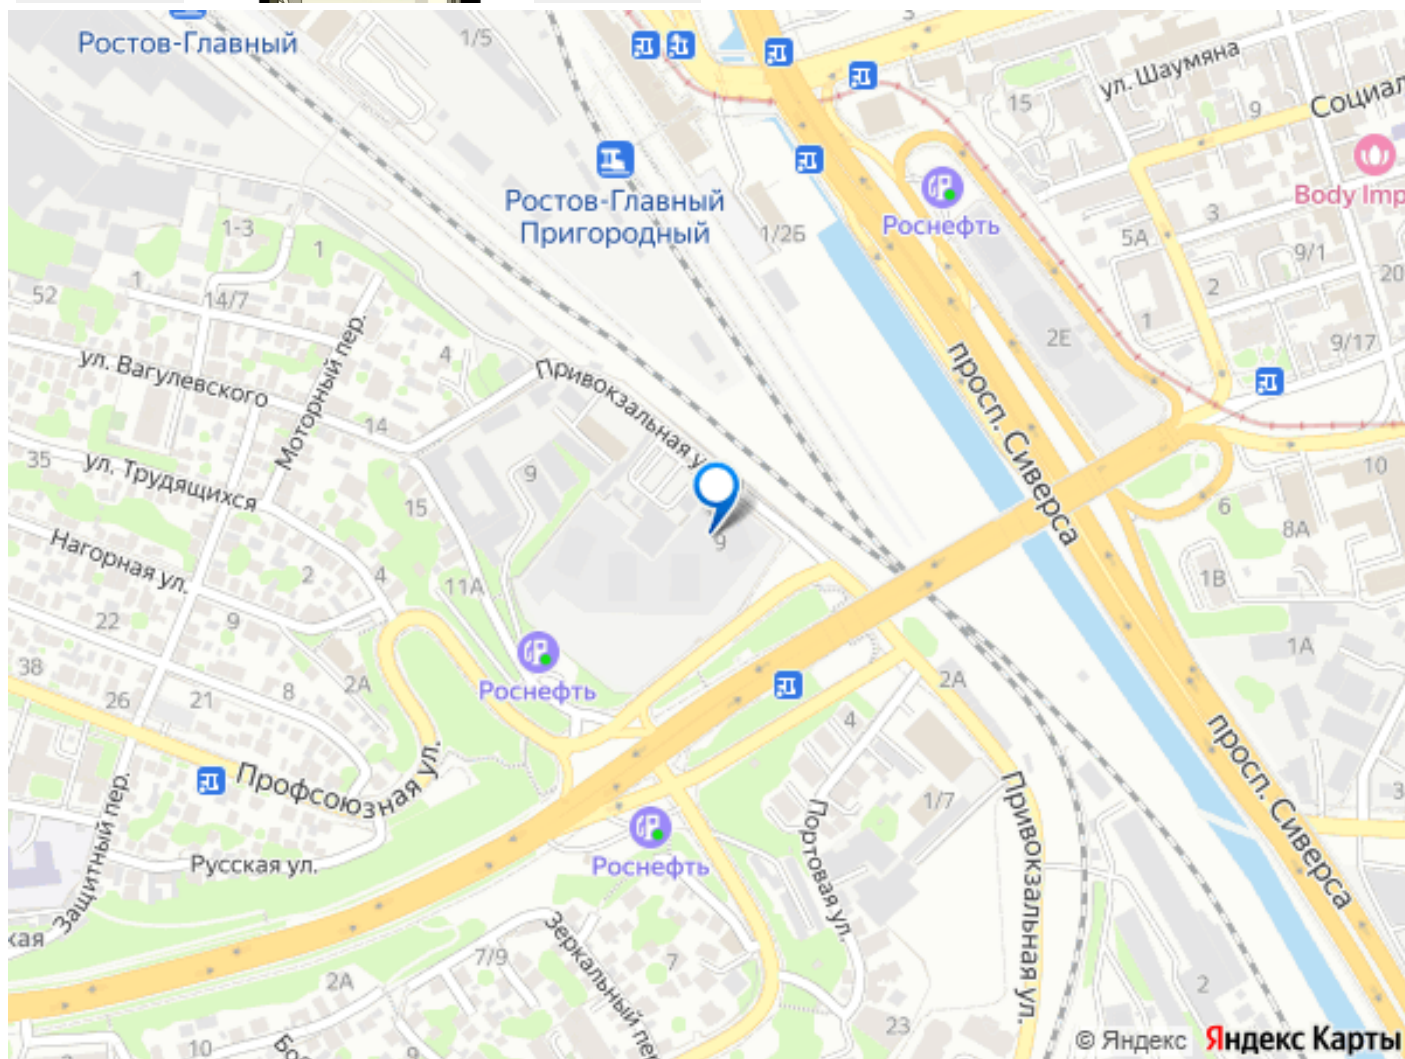 Ростов-Главный
1/5
3
ул. Шаумяна
15
9
Социал
Body Imp
Ростов-Главный
Пригородный
1/26
Роснефть
3
5А
9/1
20
2
1
2Е
9/17
1-3
1
1
52
14/7
4
ул. Вагулевского
Моторный пер.
Привокзальная у
просп. Сиверса
14
35
ул. Трудящихся
15
9
9
10
6
8А
1В
Нагорная ул.
2
4
11А
9
22
38
26
21
8
2А
Роснефть
2А
1А
4
Профсоюзная ул.
Защитный пер.
Русская ул.
Роснефть
1/7
Портовая ул.
Привокзальная ул.
просп. Сиверса
3
кая
7/9
2А
Зеркальный пер
7
2
23
10
Бо
9
© Яндекс Яндекс Карты